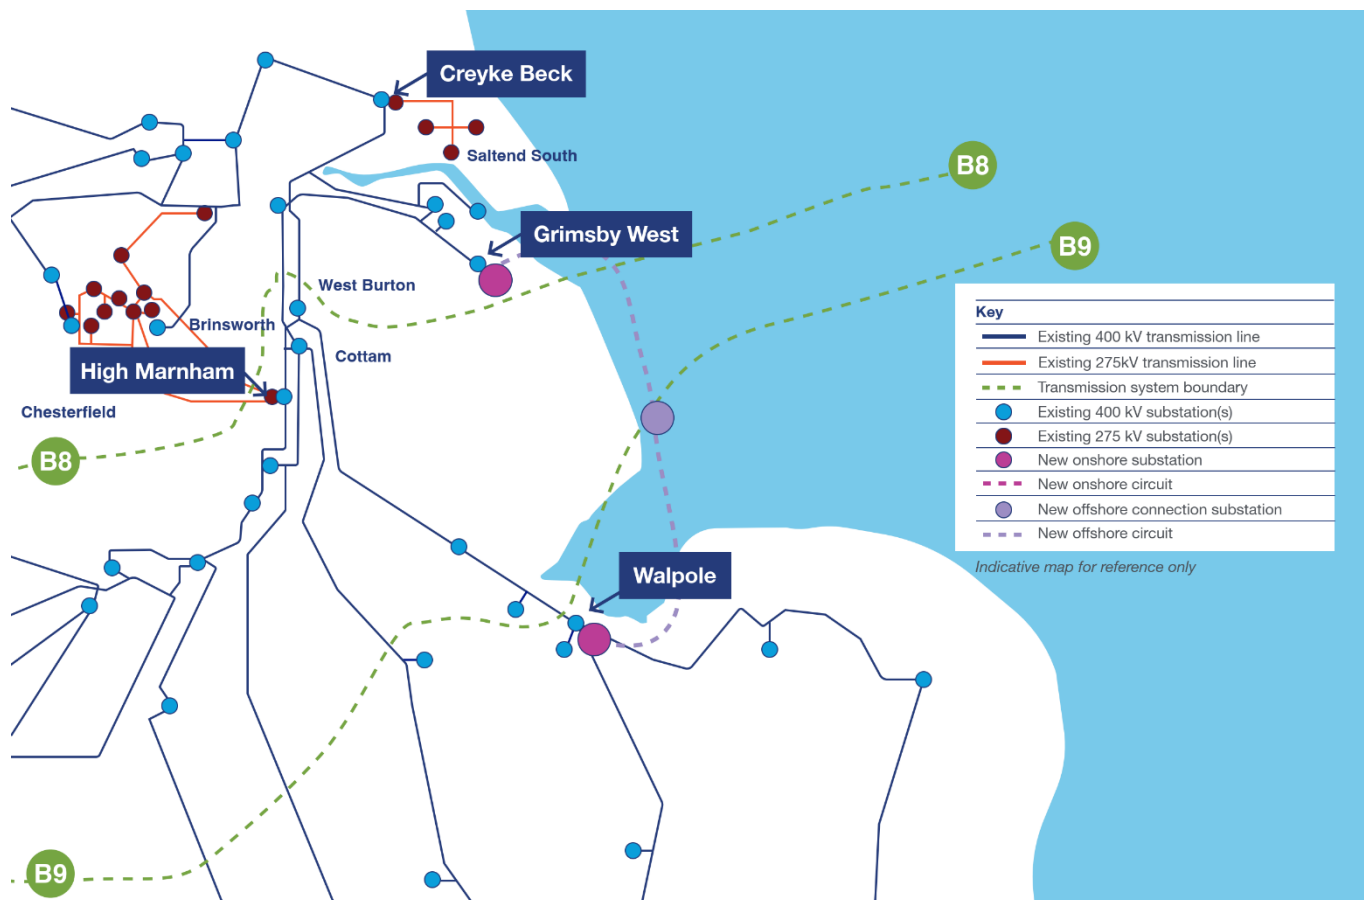 Creyke Beck
Saltend South
B8
Grimsby West
B9
West Burton
Brinsworth
Cottam
High Marnham
Chesterfield
B8
Key
Existing 400 kV transmission line
Existing 275kV transmission line
Transmission system boundary
Existing 400 kV substation(s)
Existing 275 kV substation(s)
New onshore substation
New onshore circuit
New offshore connection substation
New offshore circuit
Indicative map for reference only
Walpole
B9